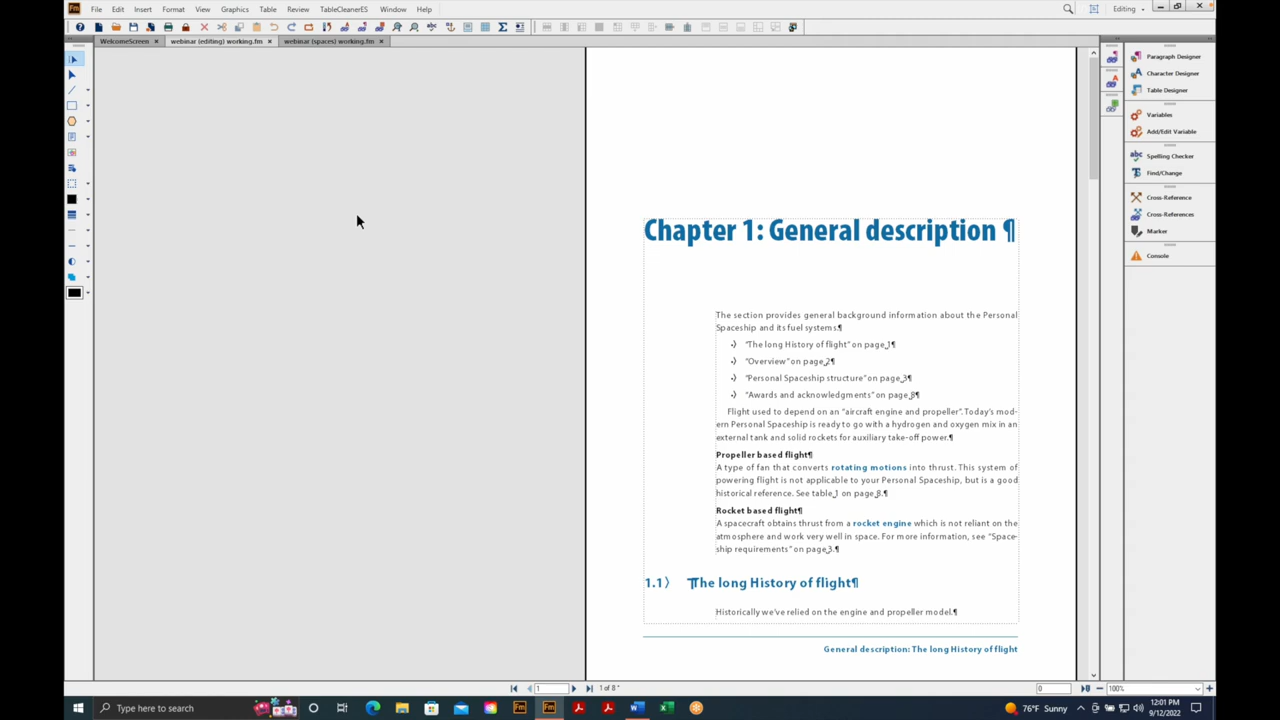 Fm File Edit Insert Format View Graphics Table Review TableCleanerES Window Help Editing
WelcomeScreen webinar (editing) working.fm webinar (spaces) working.fm
Paragraph Designer
Character Designer
Table Designer
Variables
Add/Edit Variable
Spelling Checker
Find/Change
Cross-Reference
Cross-References
Marker
Console
Chapter 1: General description ¶
The section provides general background information about the Personal
Spaceship and its fuel systems.¶
"The long History of flight" on page 1¶
"Overview" on page 2¶
"Personal Spaceship structure" on page 3¶
"Awards and acknowledgments" on page 8¶
Flight used to depend on an "aircraft engine and propeller". Today's mod-
ern Personal Spaceship is ready to go with a hydrogen and oxygen mix in an
external tank and solid rockets for auxiliary take-off power.¶
Propeller based flight¶
A type of fan that converts rotating motions into thrust. This system of
powering flight is not applicable to your Personal Spaceship, but is a good
historical reference. See table 1 on page 8.¶
Rocket based flight¶
A spacecraft obtains thrust from a rocket engine which is not reliant on the
atmosphere and work very well in space. For more information, see "Space-
ship requirements" on page 3.¶
1.1⟩ The long History of flight¶
Historically we've relied on the engine and propeller model.¶
General description: The long History of flight
1 1 of 8 * 0 100%
Type here to search 76°F Sunny 12:01 PM
9/12/2022